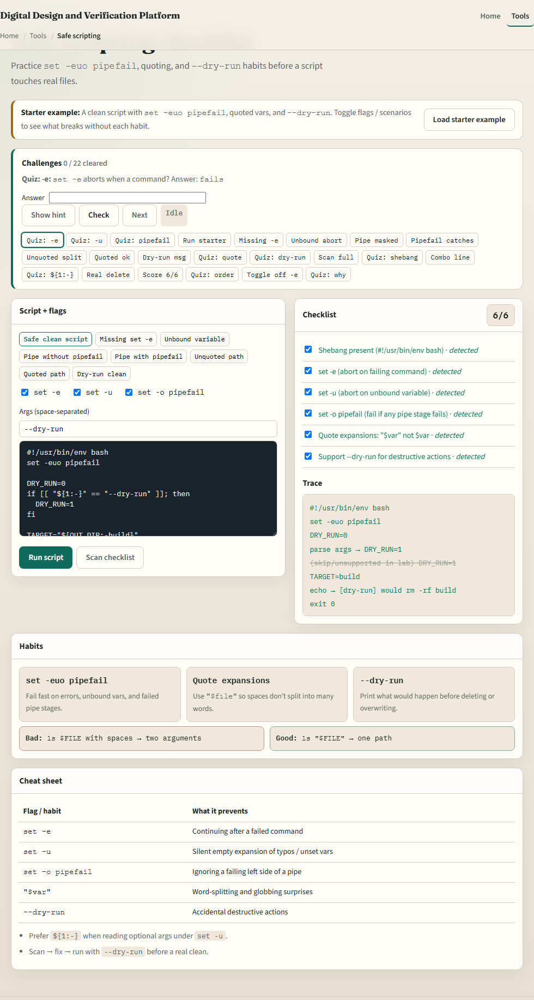 Digital Design and Verification Platform
Home Tools
Home / Tools / Safe scripting
Practice set -euo pipefail, quoting, and --dry-run habits before a script
touches real files.
Starter example: A clean script with set -euo pipefail, quoted vars, and --dry-run. Toggle flags / scenarios
to see what breaks without each habit.
Load starter example
Challenges 0 / 22 cleared
Quiz: -e: set -e aborts when a command? Answer: fails
Answer
Show hint Check Next Idle
Quiz: -e Quiz: -u Quiz: pipefail Run starter Missing -e Unbound abort Pipe masked Pipefail catches
Unquoted split Quoted ok Dry-run msg Quiz: quote Quiz: dry-run Scan full Quiz: shebang Combo line
Quiz: ${1:-} Real delete Score 6/6 Quiz: order Toggle off -e Quiz: why
Script + flags
Safe clean script Missing set -e Unbound variable
Pipe without pipefail Pipe with pipefail Unquoted path
Quoted path Dry-run clean
set -e set -u set -o pipefail
Args (space-separated)
--dry-run
#!/usr/bin/env bash
set -euo pipefail
DRY_RUN=0
if [[ "${1:-}" == "--dry-run" ]]; then
DRY_RUN=1
fi
TARGET="${OUT_DIR:-build}"
Run script Scan checklist
Checklist 6/6
Shebang present (#!/usr/bin/env bash) · detected
set -e (abort on failing command) · detected
set -u (abort on unbound variable) · detected
set -o pipefail (fail if any pipe stage fails) · detected
Quote expansions: "$var" not $var · detected
Support --dry-run for destructive actions · detected
Trace
#!/usr/bin/env bash
set -euo pipefail
DRY_RUN=0
parse args → DRY_RUN=1
(skip/unsupported in lab) DRY_RUN=1
TARGET=build
echo → [dry-run] would rm -rf build
exit 0
Habits
set -euo pipefail
Fail fast on errors, unbound vars, and failed
pipe stages.
Quote expansions
Use "$file" so spaces don't split into many
words.
--dry-run
Print what would happen before deleting or
overwriting.
Bad: ls $FILE with spaces → two arguments
Good: ls "$FILE" → one path
Cheat sheet
Flag / habit What it prevents
set -e Continuing after a failed command
set -u Silent empty expansion of typos / unset vars
set -o pipefail Ignoring a failing left side of a pipe
"$var" Word-splitting and globbing surprises
--dry-run Accidental destructive actions
Prefer ${1:-} when reading optional args under set -u.
Scan → fix → run with --dry-run before a real clean.